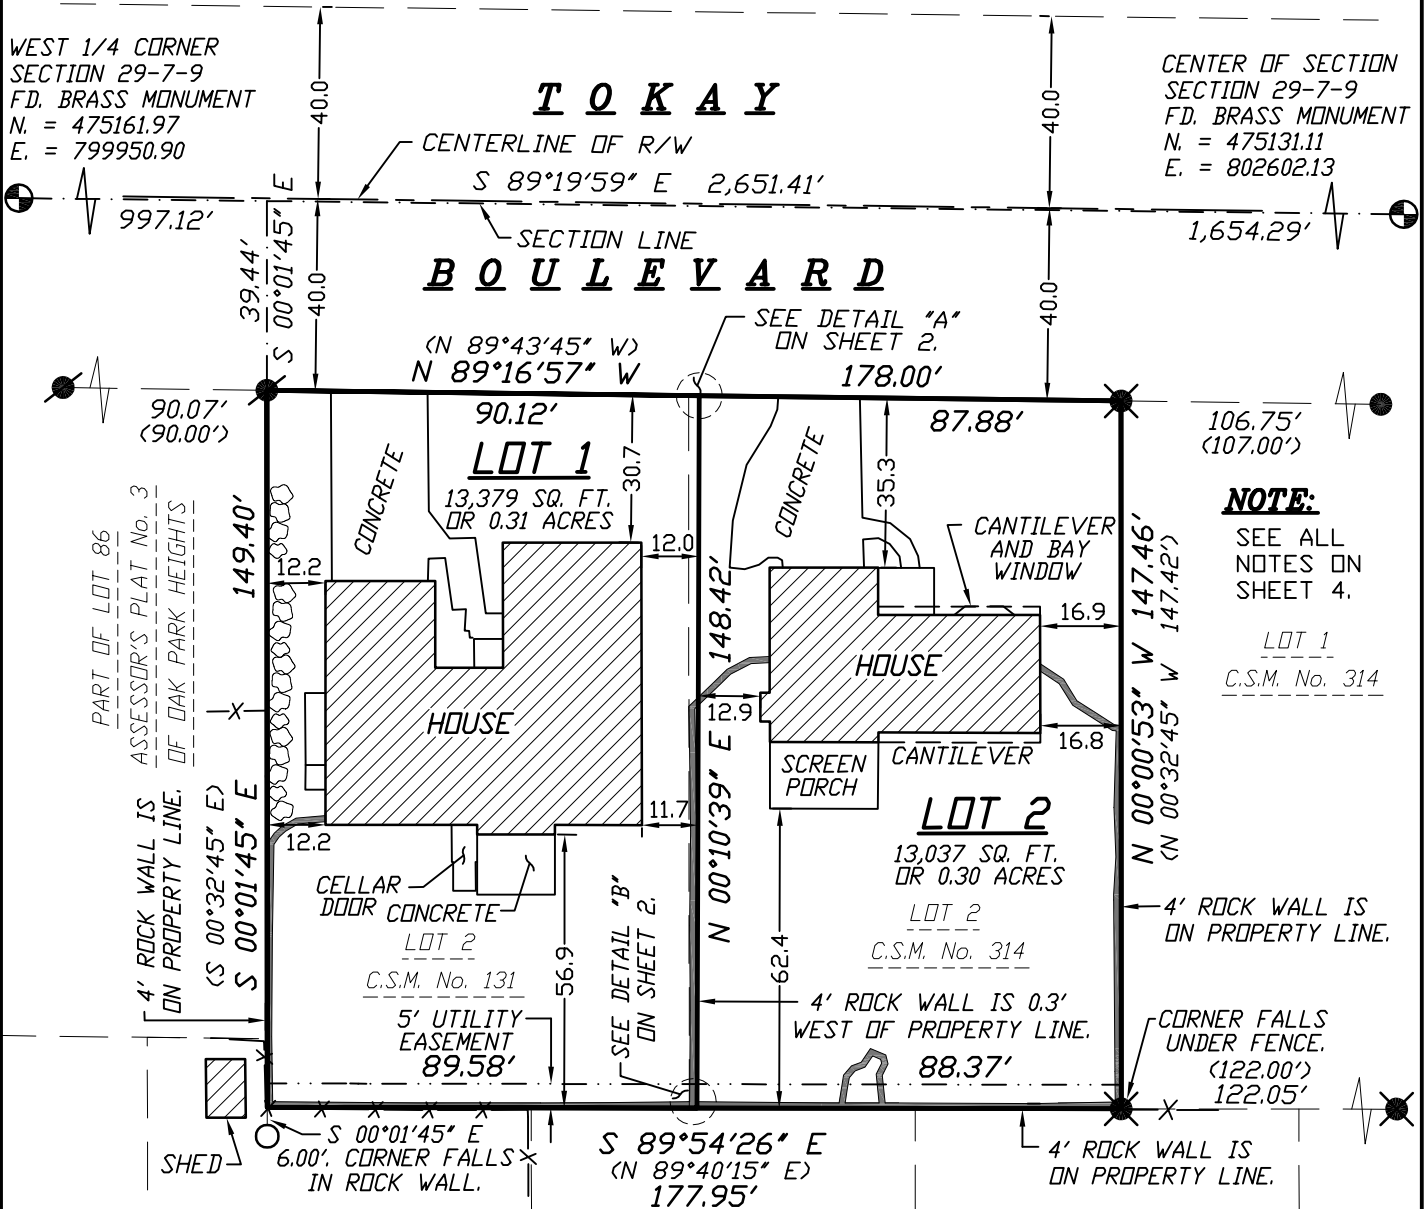 WEST 1/4 CORNER
SECTION 29-7-9
FD. BRASS MONUMENT
N. = 475161.97
E. = 799950.90
40.0
TOKAY
40.0
CENTER OF SECTION
SECTION 29-7-9
FD. BRASS MONUMENT
N. = 475131.11
E. = 802602.13
CENTERLINE OF R/W
S 89°19'59" E 2,651.41'
997.12'
SECTION LINE
1,654.29'
39.44'
S 00°01'45" E
40.0
BOULEVARD
40.0
SEE DETAIL "A"
ON SHEET 2.
(N 89°43'45" W)
N 89°16'57" W
178.00'
90.07'
(90.00')
90.12'
87.88'
106.75'
(107.00')
LOT 1
13,379 SQ. FT.
OR 0.31 ACRES
CONCRETE
30.7
CONCRETE
35.3
CANTILEVER
AND BAY
WINDOW
NOTE:
SEE ALL
NOTES ON
SHEET 4.
LOT 1
C.S.M. No. 314
PART OF LOT 86
ASSESSOR'S PLAT No. 3
OF OAK PARK HEIGHTS
149.40'
12.2
12.0
148.42'
16.9
N 00°00'53" W 147.46'
(N 00°32'45" W 147.42')
X
HOUSE
HOUSE
12.9
16.8
SCREEN
PORCH
CANTILEVER
4' ROCK WALL IS
ON PROPERTY LINE.
(S 00°32'45" E)
S 00°01'45" E
12.2
11.7
N 00°10'39" E
LOT 2
13,037 SQ. FT.
OR 0.30 ACRES
LOT 2
C.S.M. No. 314
CELLAR
DOOR
CONCRETE
LOT 2
C.S.M. No. 131
56.9
SEE DETAIL "B"
ON SHEET 2.
62.4
4' ROCK WALL IS
ON PROPERTY LINE.
4' ROCK WALL IS 0.3'
WEST OF PROPERTY LINE.
5' UTILITY
EASEMENT
89.58'
88.37'
CORNER FALLS
UNDER FENCE.
(122.00')
122.05'
X X X X X
X
SHED
S 00°01'45" E
6.00'. CORNER FALLS
IN ROCK WALL.
X
S 89°54'26" E
(N 89°40'15" E)
177.95'
4' ROCK WALL IS
ON PROPERTY LINE.